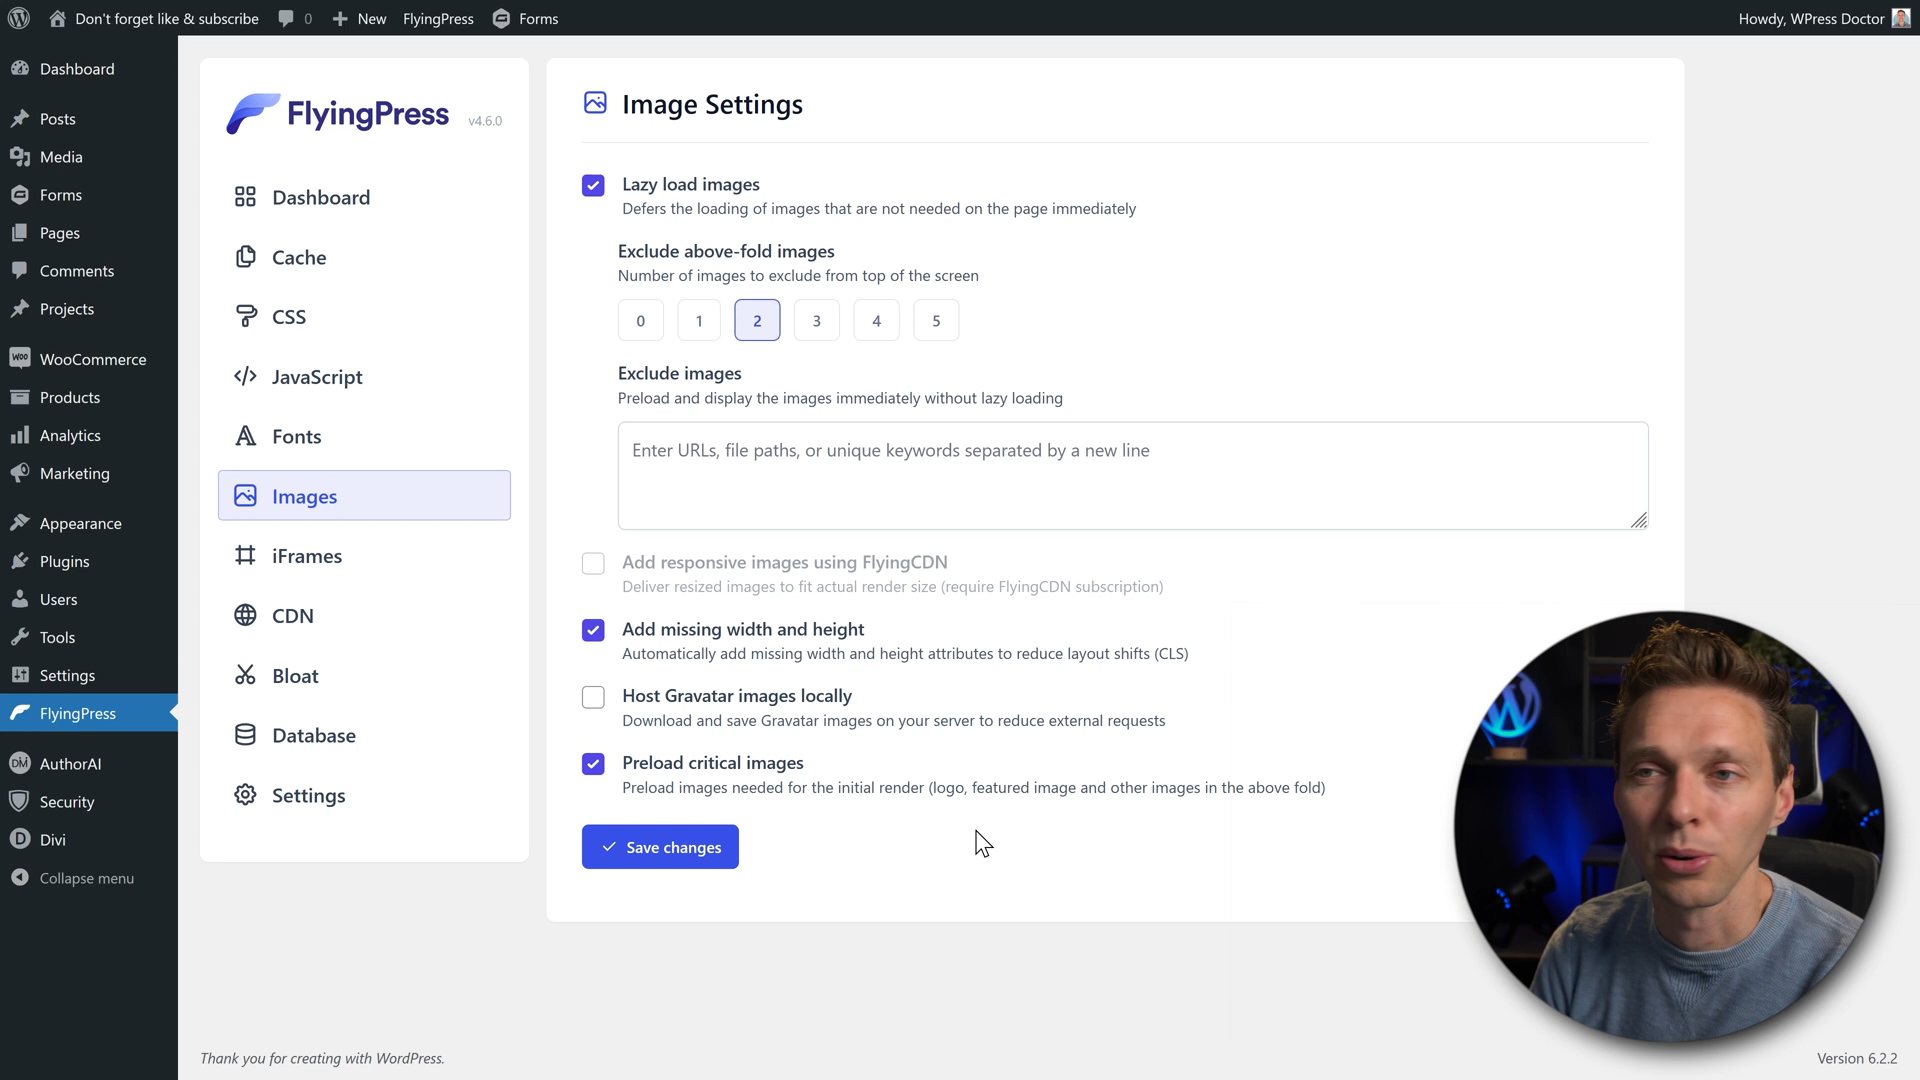 Don't forget like & subscribe
0
New
FlyingPress
Forms
Howdy, WPress Doctor
Dashboard
Posts
Media
Forms
Pages
Comments
Projects
Woo
WooCommerce
Products
Analytics
Marketing
Appearance
Plugins
Users
Tools
Settings
FlyingPress
DM
AuthorAI
Security
D
Divi
Collapse menu
FlyingPress
v4.6.0
Dashboard
Cache
CSS
JavaScript
Fonts
Images
iFrames
CDN
Bloat
Database
Settings
Image Settings
Lazy load images
Defers the loading of images that are not needed on the page immediately
Exclude above-fold images
Number of images to exclude from top of the screen
0 1 2 3 4 5
Exclude images
Preload and display the images immediately without lazy loading
Enter URLs, file paths, or unique keywords separated by a new line
Add responsive images using FlyingCDN
Deliver resized images to fit actual render size (require FlyingCDN subscription)
Add missing width and height
Automatically add missing width and height attributes to reduce layout shifts (CLS)
Host Gravatar images locally
Download and save Gravatar images on your server to reduce external requests
Preload critical images
Preload images needed for the initial render (logo, featured image and other images in the above fold)
Save changes
Thank you for creating with WordPress.
Version 6.2.2